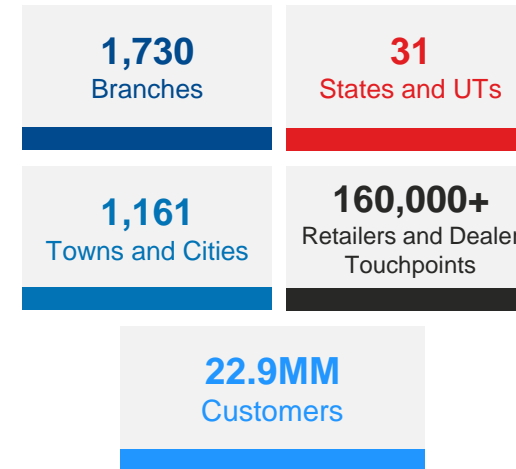 1,730
Branches
31
States and UTs
1,161
Towns and Cities
160,000+
Retailers and Dealer
Touchpoints
22.9MM
Customers